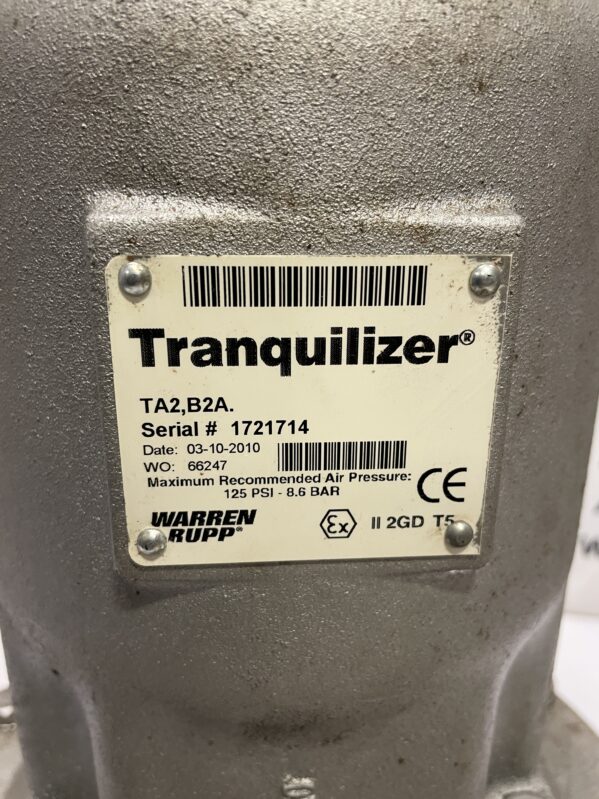 Tranquilizer®
TA2,B2A.
Serial # 1721714
Date: 03-10-2010
WO: 66247
Maximum Recommended Air Pressure:
125 PSI - 8.6 BAR
CE
WARREN
RUPP®
Ex II 2GD T5